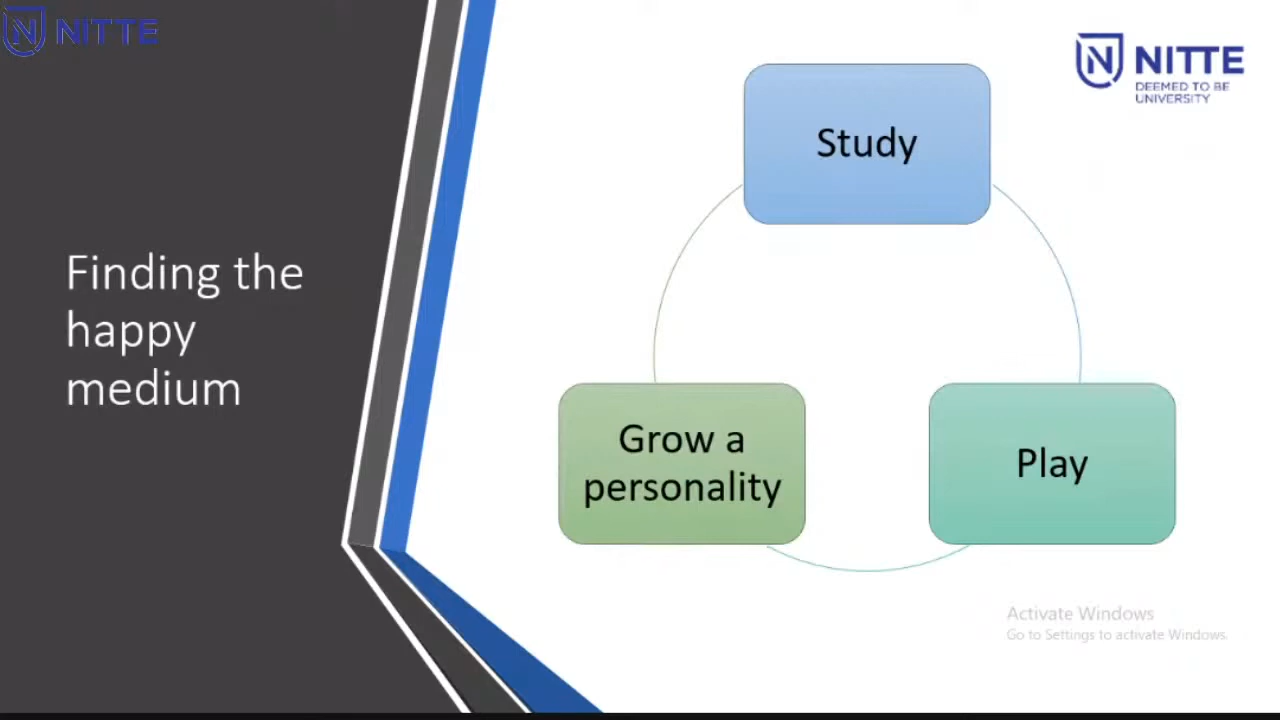 NITTE
NITTE
DEEMED TO BE
UNIVERSITY
Finding the
happy
medium
Study
Grow a
personality
Play
Activate Windows
Go to Settings to activate Windows.